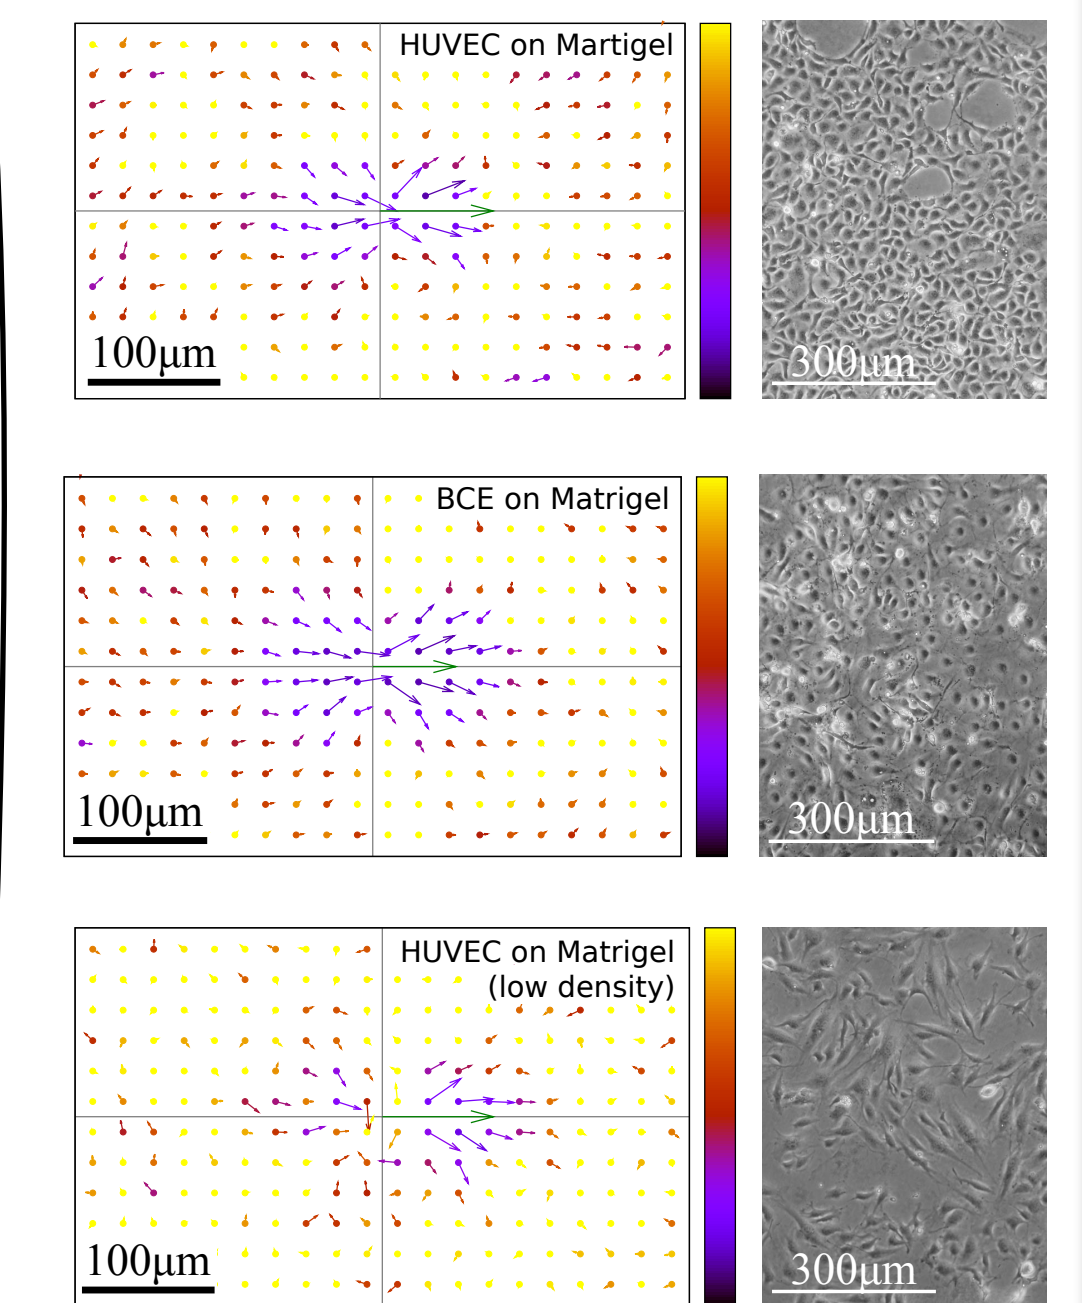 HUVEC on Martigel
100μm
300μm
BCE on Matrigel
100μm
300μm
HUVEC on Matrigel
(low density)
100μm
300μm